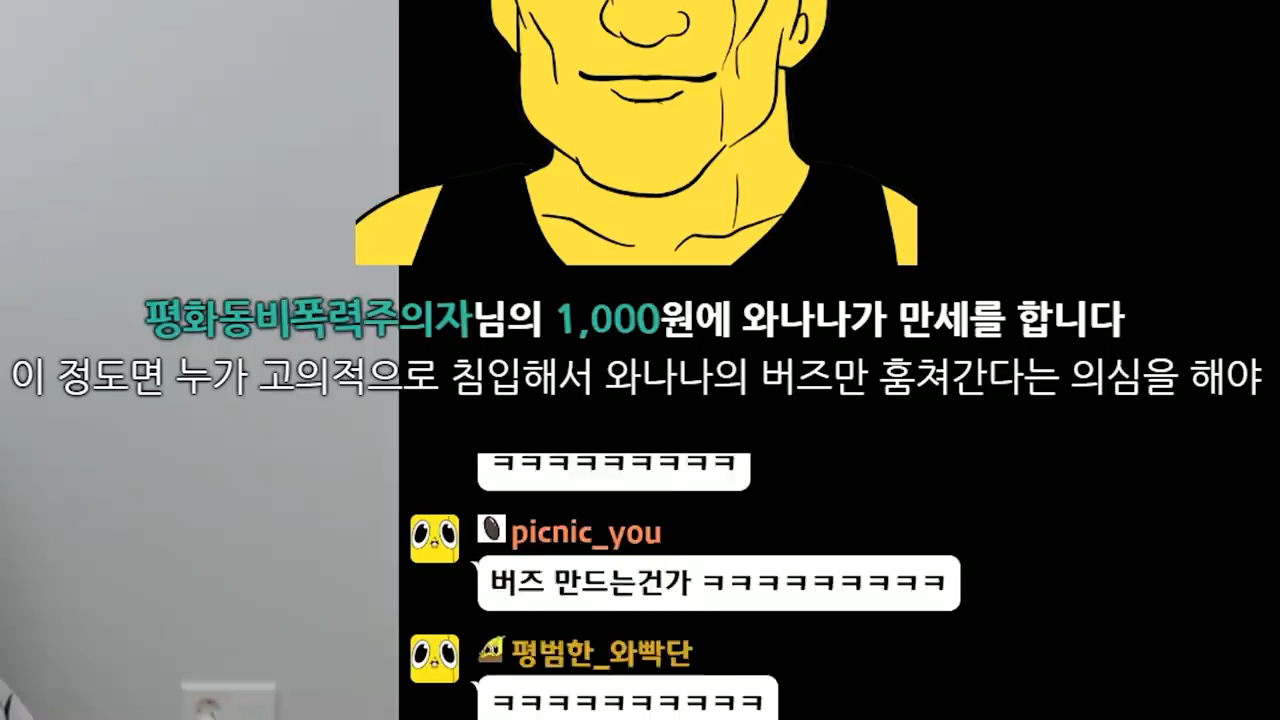 평화동비폭력주의자님의 1,000원에 와나나가 만세를 합니다
이 정도면 누가 고의적으로 침입해서 와나나의 버즈만 훔쳐간다는 의심을 해야
ㅋㅋㅋㅋㅋㅋㅋㅋㅋ
picnic_you
버즈 만드는건가 ㅋㅋㅋㅋㅋㅋㅋㅋㅋ
평범한_와빡단
ㅋㅋㅋㅋㅋㅋㅋㅋㅋㅋ